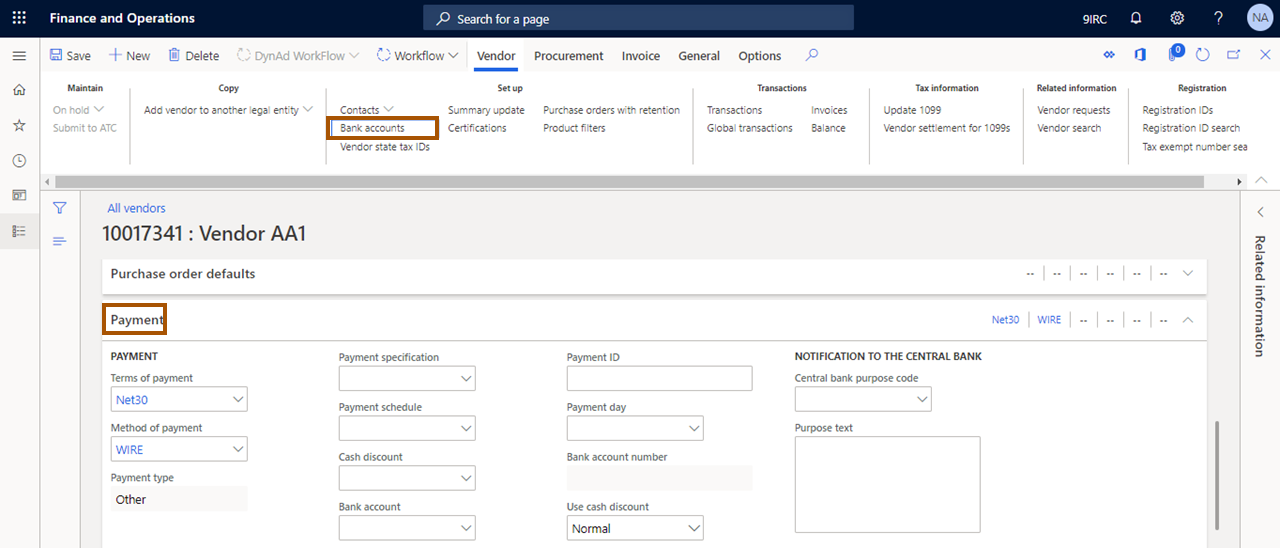 Finance and Operations
Search for a page
9IRC
NA
Save
New
Delete
DynAd WorkFlow
Workflow
Vendor
Procurement
Invoice
General
Options
0
Maintain
On hold
Submit to ATC
Copy
Add vendor to another legal entity
Set up
Contacts
Bank accounts
Vendor state tax IDs
Summary update
Certifications
Purchase orders with retention
Product filters
Transactions
Transactions
Global transactions
Invoices
Balance
Tax information
Update 1099
Vendor settlement for 1099s
Related information
Vendor requests
Vendor search
Registration
Registration IDs
Registration ID search
Tax exempt number sea
All vendors
10017341 : Vendor AA1
Purchase order defaults
-- -- -- -- -- --
Payment
Net30 WIRE -- -- -- --
PAYMENT
Terms of payment
Net30
Method of payment
WIRE
Payment type
Other
Payment specification
Payment schedule
Cash discount
Bank account
Payment ID
Payment day
Bank account number
Use cash discount
Normal
NOTIFICATION TO THE CENTRAL BANK
Central bank purpose code
Purpose text
Related information